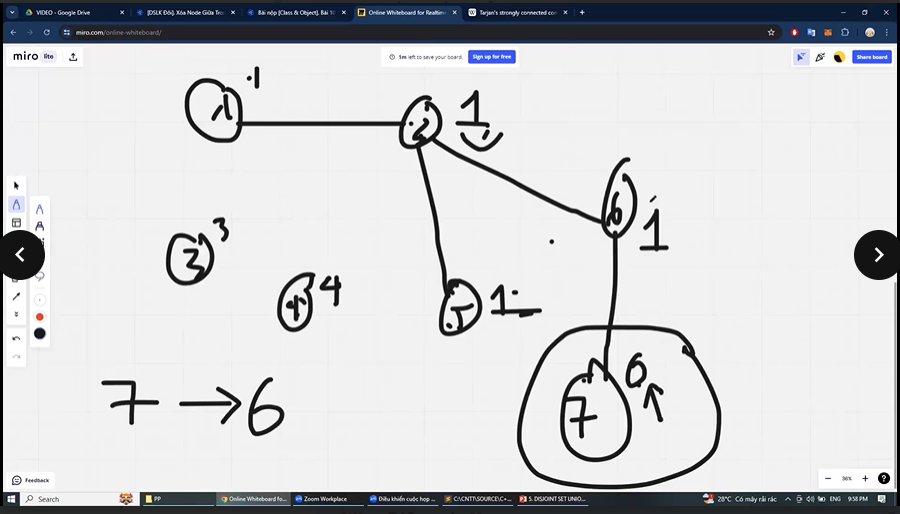 VIDEO - Google Drive
[DSLK Đôi]. Xóa Node Giữa Tro
Bài nộp [Class & Object]. Bài 1
Online Whiteboard for Realtime
Tarjan's strongly connected co
miro.com/online-whiteboard/
miro lite
1m left to save your board.
Sign up for free
Share board
1 1
2 1
6 1
3 3
4 4
5 1
7 6
7 → 6
Feedback
36%
Search
PP
Online Whiteboard fo...
Zoom Workplace
Điều khiển cuộc họp ...
C:\CNTT\SOURCE\C+...
5. DISJOINT SET UNIO...
28°C Có mây rải rác
ENG
9:58 PM